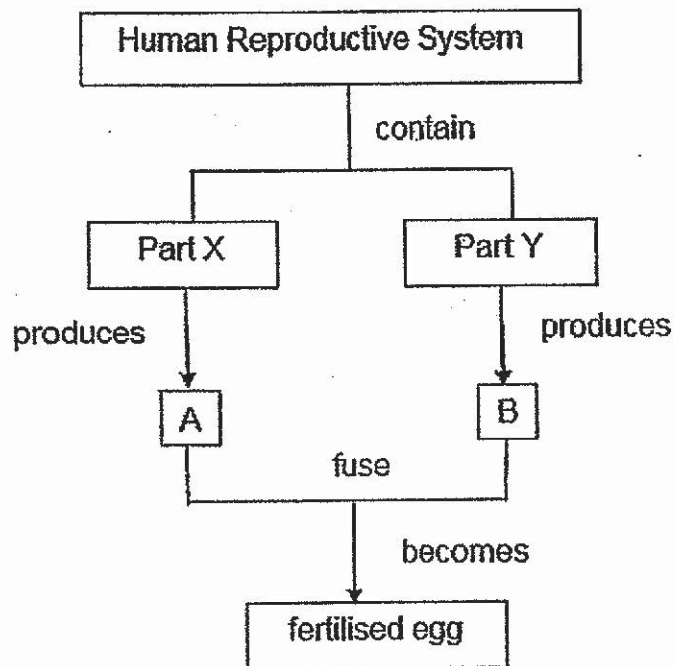 Human Reproductive System
contain
Part X
Part Y
produces
produces
A
B
fuse
becomes
fertilised egg